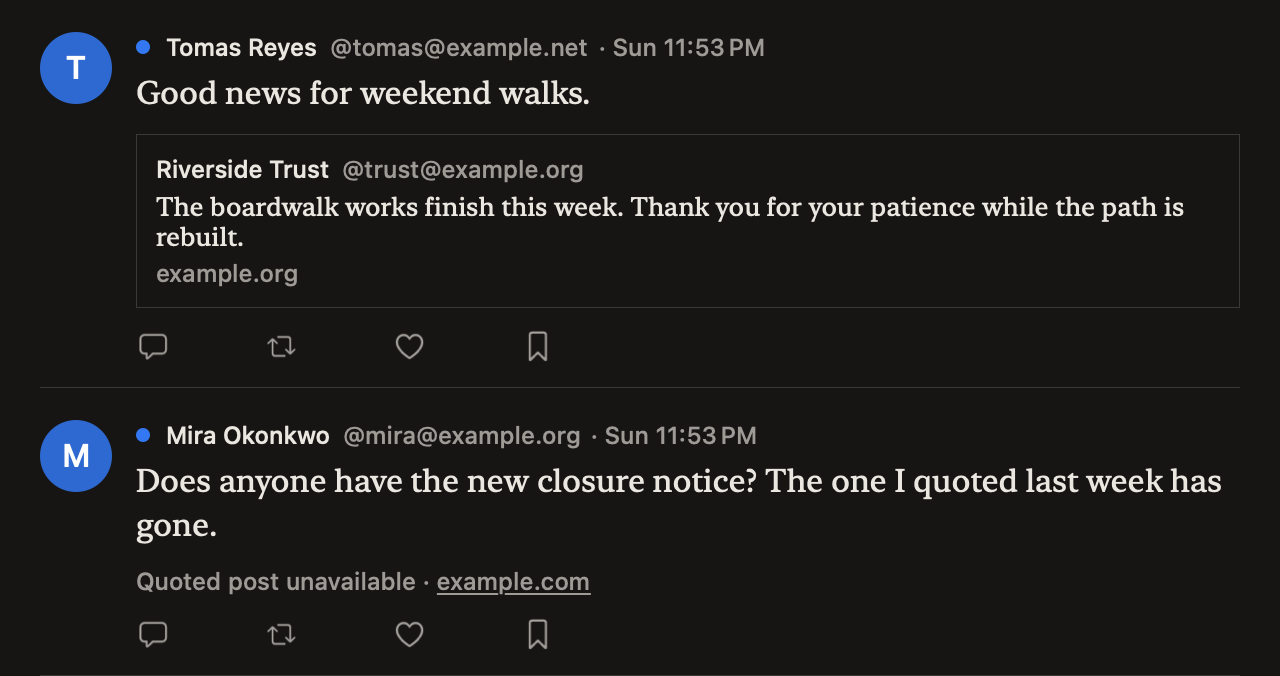 T
Tomas Reyes @tomas@example.net · Sun 11:53 PM
Good news for weekend walks.
Riverside Trust @trust@example.org
The boardwalk works finish this week. Thank you for your patience while the path is
rebuilt.
example.org
M
Mira Okonkwo @mira@example.org · Sun 11:53 PM
Does anyone have the new closure notice? The one I quoted last week has
gone.
Quoted post unavailable · example.com